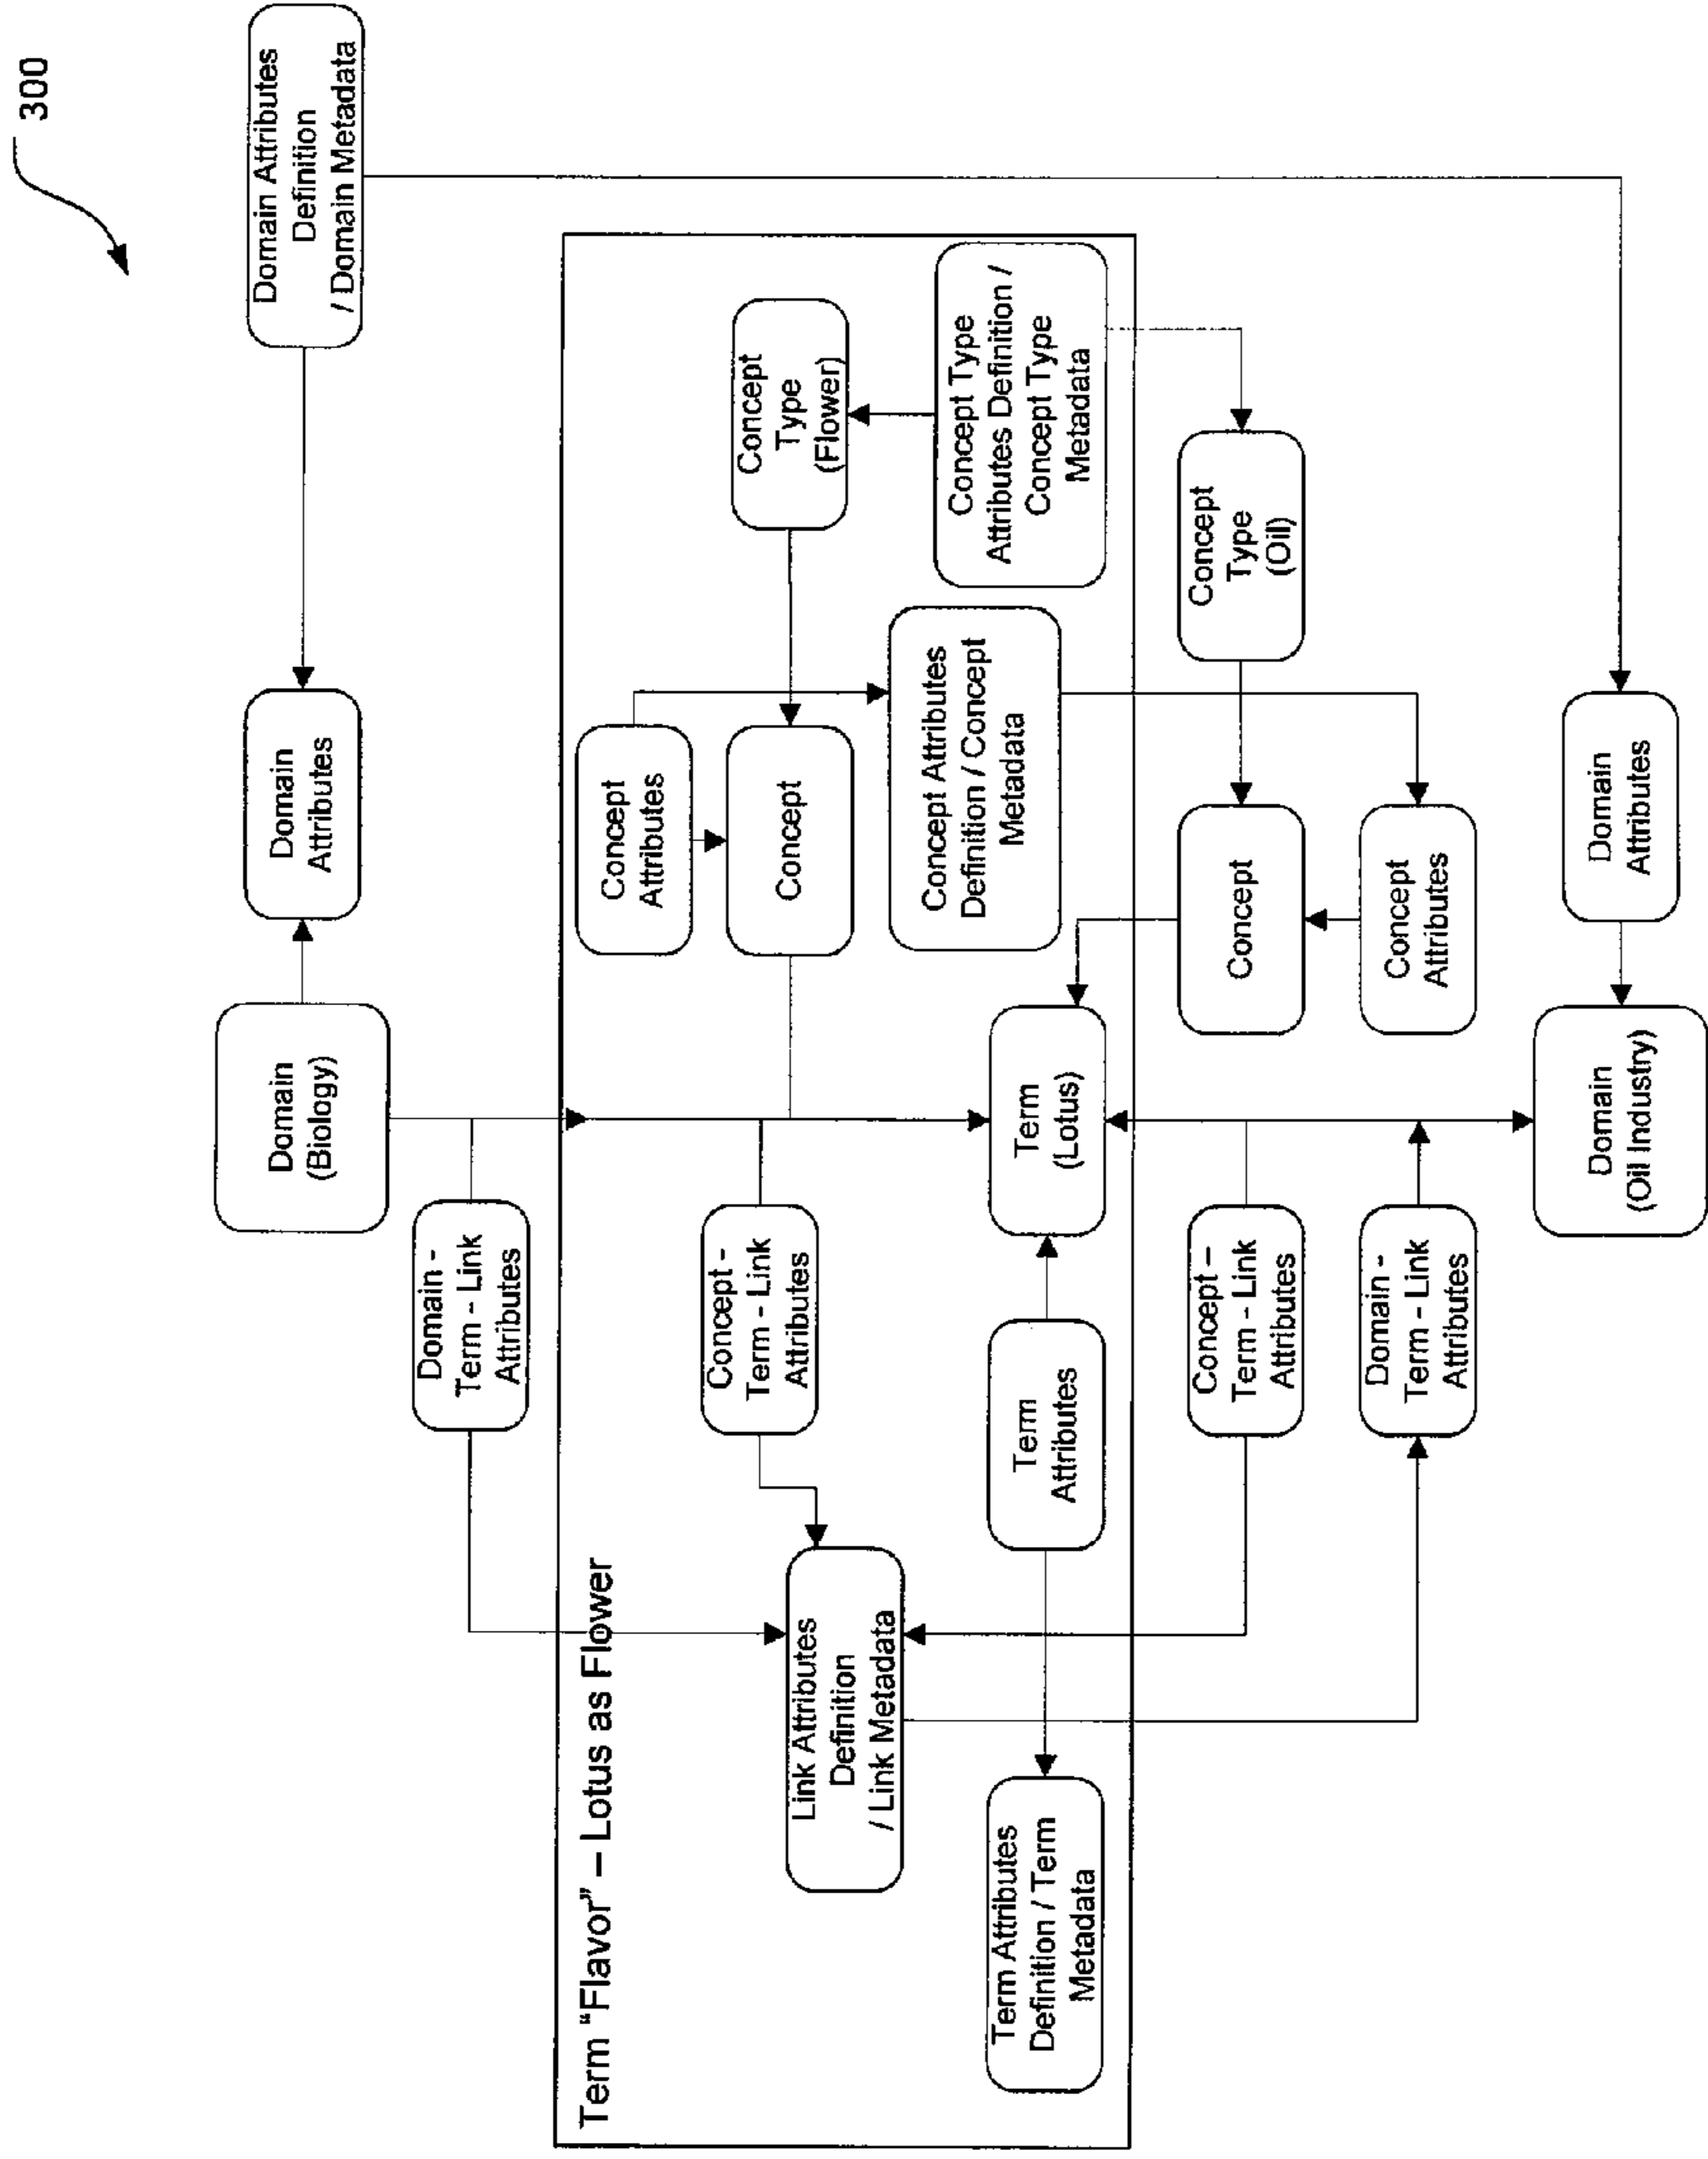 300
Domain Attributes
Definition
/ Domain Metadata
Domain
Attributes
Domain
(Biology)
Domain -
Term - Link
Attributes
Term “Flavor” – Lotus as Flower
Concept
Attributes
Concept
Type
(Flower)
Concept
Concept -
Term - Link
Attributes
Link Attributes
Definition
/ Link Metadata
Concept Attributes
Definition / Concept
Metadata
Concept Type
Attributes Definition /
Concept Type
Metadata
Term
(Lotus)
Term
Attributes
Term Attributes
Definition / Term
Metadata
Concept
Type
(Oil)
Concept
Concept –
Term - Link
Attributes
Concept
Attributes
Domain -
Term - Link
Attributes
Domain
Attributes
Domain
(Oil Industry)